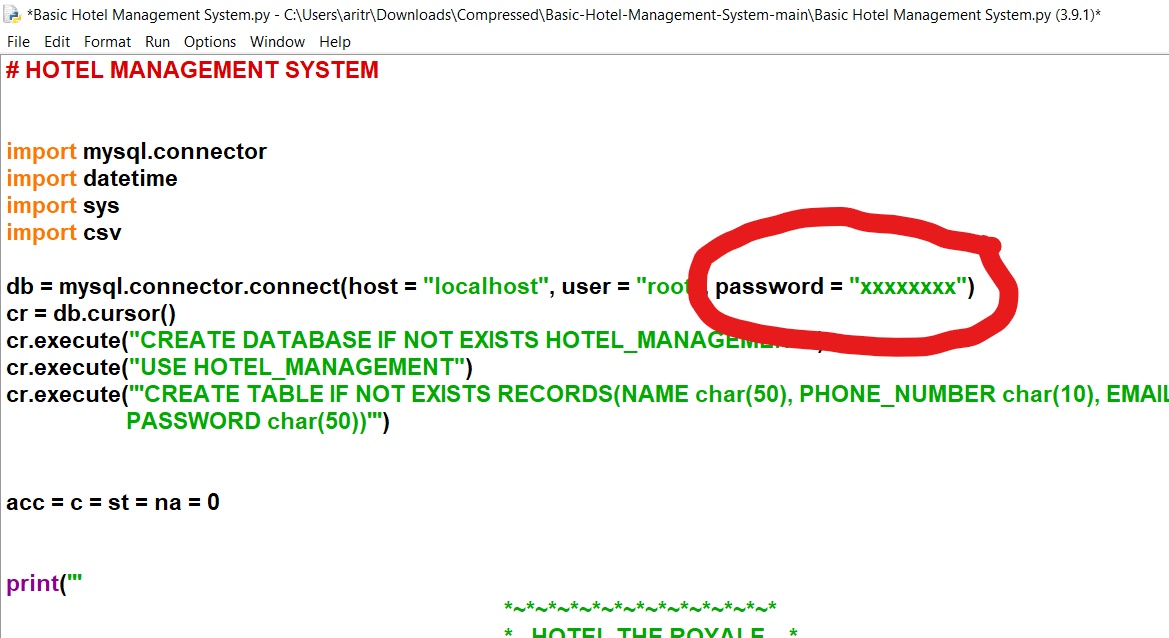 *Basic Hotel Management System.py - C:\Users\aritr\Downloads\Compressed\Basic-Hotel-Management-System-main\Basic Hotel Management System.py (3.9.1)*
File Edit Format Run Options Window Help
# HOTEL MANAGEMENT SYSTEM
import mysql.connector
import datetime
import sys
import csv
db = mysql.connector.connect(host = "localhost", user = "root, password = "xxxxxxxx")
cr = db.cursor()
cr.execute("CREATE DATABASE IF NOT EXISTS HOTEL_MANAGEMEN
cr.execute("USE HOTEL_MANAGEMENT")
cr.execute('''CREATE TABLE IF NOT EXISTS RECORDS(NAME char(50), PHONE_NUMBER char(10), EMAIL
PASSWORD char(50))''')
acc = c = st = na = 0
print('''
*~*~*~*~*~*~*~*~*~*~*~*~*
* HOTEL THE ROYALE *